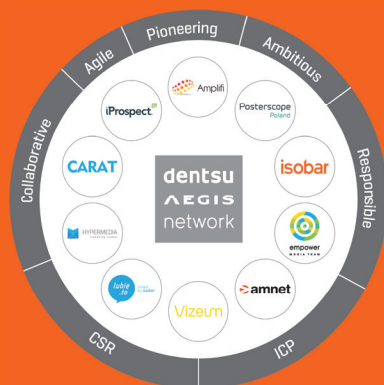 Pioneering
Ambitious
Responsible
ICP
CSR
Collaborative
Agile
Amplifi
Posterscope
Poland
isobar
empower
MEDIA TEAM
amnet
Vizeum
lubię
.to
HYPERMEDIA
CARAT
iProspect
dentsu
AEGIS
network